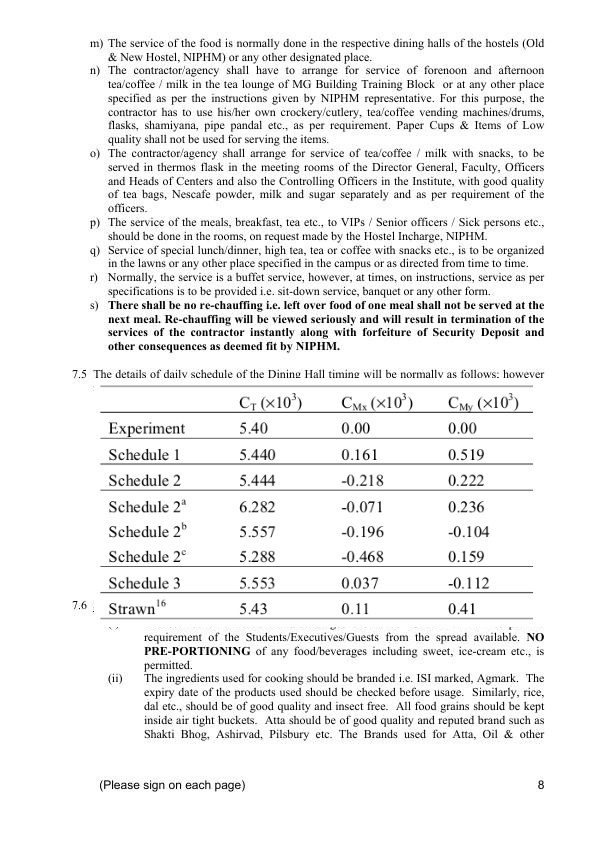 m) The service of the food is normally done in the respective dining halls of the hostels (Old
& New Hostel, NIPHM) or any other designated place.
n) The contractor/agency shall have to arrange for service of forenoon and afternoon
tea/coffee / milk in the tea lounge of MG Building Training Block or at any other place
specified as per the instructions given by NIPHM representative. For this purpose, the
contractor has to use his/her own crockery/cutlery, tea/coffee vending machines/drums,
flasks, shamiyana, pipe pandal etc., as per requirement. Paper Cups & Items of Low
quality shall not be used for serving the items.
o) The contractor/agency shall arrange for service of tea/coffee / milk with snacks, to be
served in thermos flask in the meeting rooms of the Director General, Faculty, Officers
and Heads of Centers and also the Controlling Officers in the Institute, with good quality
of tea bags, Nescafe powder, milk and sugar separately and as per requirement of the
officers.
p) The service of the meals, breakfast, tea etc., to VIPs / Senior officers / Sick persons etc.,
should be done in the rooms, on request made by the Hostel Incharge, NIPHM.
q) Service of special lunch/dinner, high tea, tea or coffee with snacks etc., is to be organized
in the lawns or any other place specified in the campus or as directed from time to time.
r) Normally, the service is a buffet service, however, at times, on instructions, service as per
specifications is to be provided i.e. sit-down service, banquet or any other form.
s) There shall be no re-chauffing i.e. left over food of one meal shall not be served at the
next meal. Re-chauffing will be viewed seriously and will result in termination of the
services of the contractor instantly along with forfeiture of Security Deposit and
other consequences as deemed fit by NIPHM.
7.5 The details of daily schedule of the Dining Hall timing will be normally as follows; however
C_T (×10³) C_Mx (×10³) C_My (×10³)
Experiment 5.40 0.00 0.00
Schedule 1 5.440 0.161 0.519
Schedule 2 5.444 -0.218 0.222
Schedule 2ᵃ 6.282 -0.071 0.236
Schedule 2ᵇ 5.557 -0.196 -0.104
Schedule 2ᶜ 5.288 -0.468 0.159
Schedule 3 5.553 0.037 -0.112
7.6 Strawn¹⁶ 5.43 0.11 0.41
requirement of the Students/Executives/Guests from the spread available. NO
PRE-PORTIONING of any food/beverages including sweet, ice-cream etc., is
permitted.
(ii) The ingredients used for cooking should be branded i.e. ISI marked, Agmark. The
expiry date of the products used should be checked before usage. Similarly, rice,
dal etc., should be of good quality and insect free. All food grains should be kept
inside air tight buckets. Atta should be of good quality and reputed brand such as
Shakti Bhog, Ashirvad, Pilsbury etc. The Brands used for Atta, Oil & other
(Please sign on each page) 8